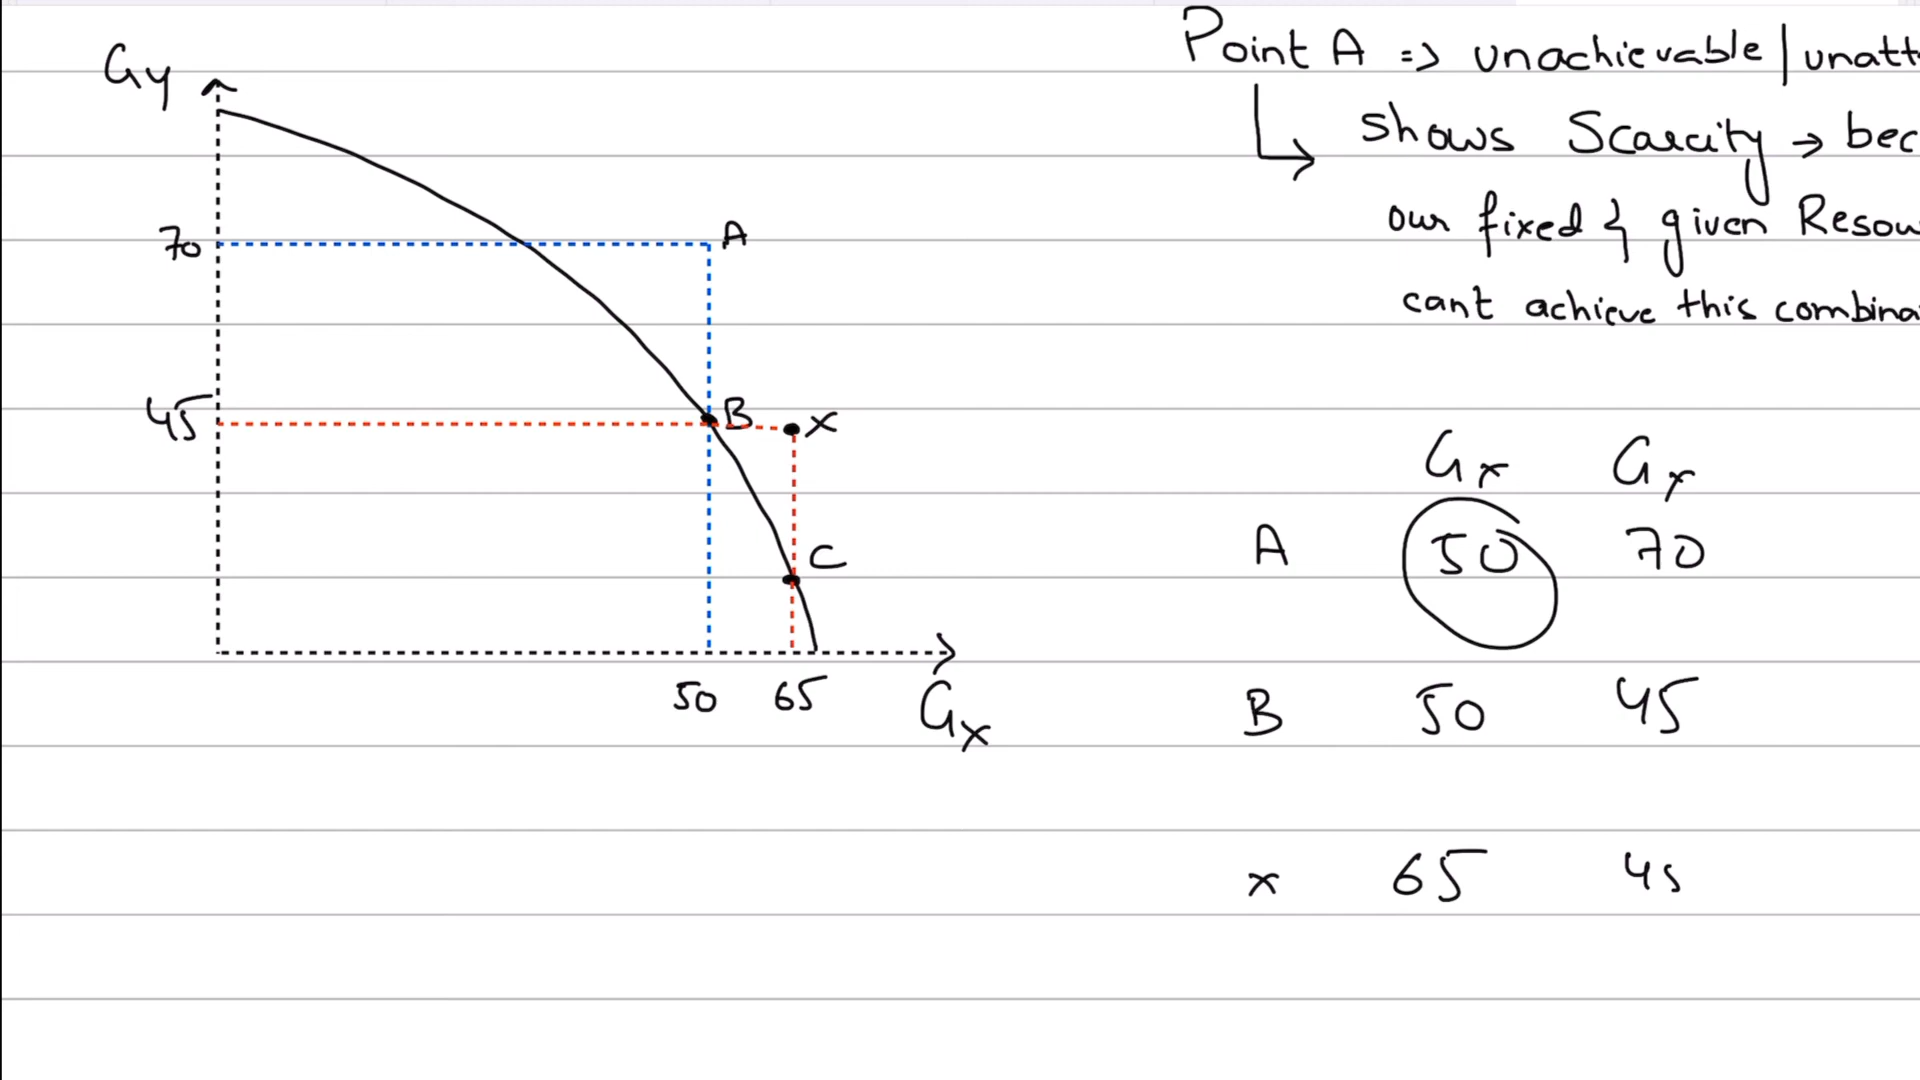 Gy
Point A => unachievable/unatt
shows Scarcity → bec
our fixed & given Resou
cant achieve this combina
70
A
45
B
x
C
50 65
Gx
Gx Gx
A 50 70
B 50 45
x 65 45